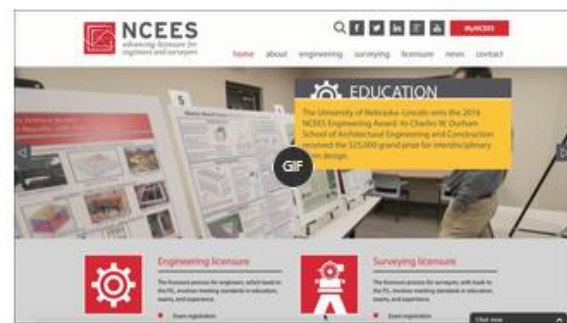 NCEES
advancing licensure for
engineers and surveyors
MyNCEES
home about engineering surveying licensure news contact
5
EDUCATION
The University of Nebraska–Lincoln wins the 2016
NCEES Engineering Award. Its Charles W. Durham
School of Architectural Engineering and Construction
received the $25,000 grand prize for interdisciplinary
design.
GIF
Engineering licensure
The licensure process for engineers, which leads to
the P.E., involves meeting standards in education,
exams, and experience.
Exam registration
Surveying licensure
The licensure process for surveyors, with leads to
the P.S., involves meeting standards in education,
exams, and experience.
Exam registration
Chat now